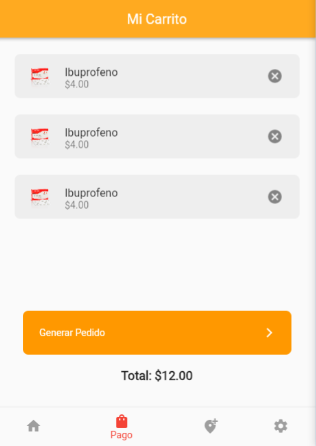 Mi Carrito
Ibuprofeno
$4.00
Ibuprofeno
$4.00
Ibuprofeno
$4.00
Generar Pedido
Total: $12.00
Pago